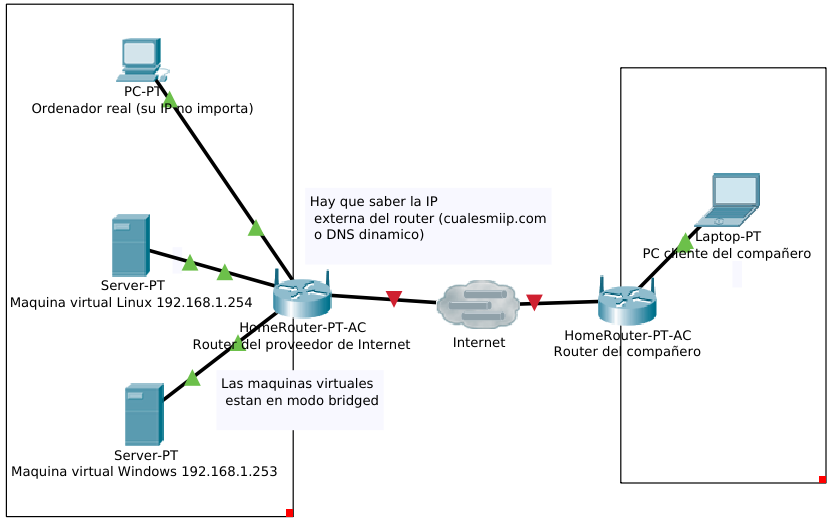 PC-PT
Ordenador real (su IP no importa)
Hay que saber la IP
externa del router (cualesmiip.com
o DNS dinamico)
Laptop-PT
PC cliente del compañero
Server-PT
Maquina virtual Linux 192.168.1.254
HomeRouter-PT-AC
Router del proveedor de Internet
Internet
HomeRouter-PT-AC
Router del compañero
Las maquinas virtuales
estan en modo bridged
Server-PT
Maquina virtual Windows 192.168.1.253